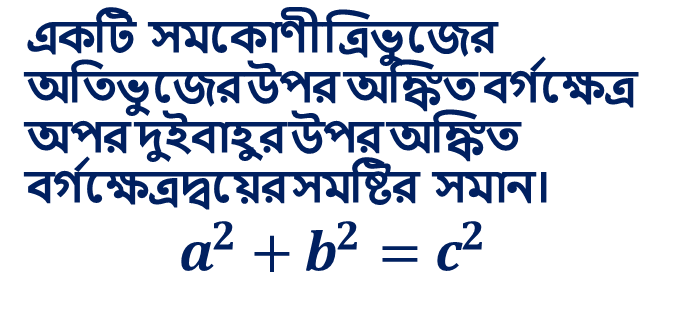 একটি সমকোণী ত্রিভুজের
অতিভুজের উপর অঙ্কিত বর্গক্ষেত্র
অপর দুইবাহুর উপর অঙ্কিত
বর্গক্ষেত্রদ্বয়ের সমষ্টির সমান।
a² + b² = c²